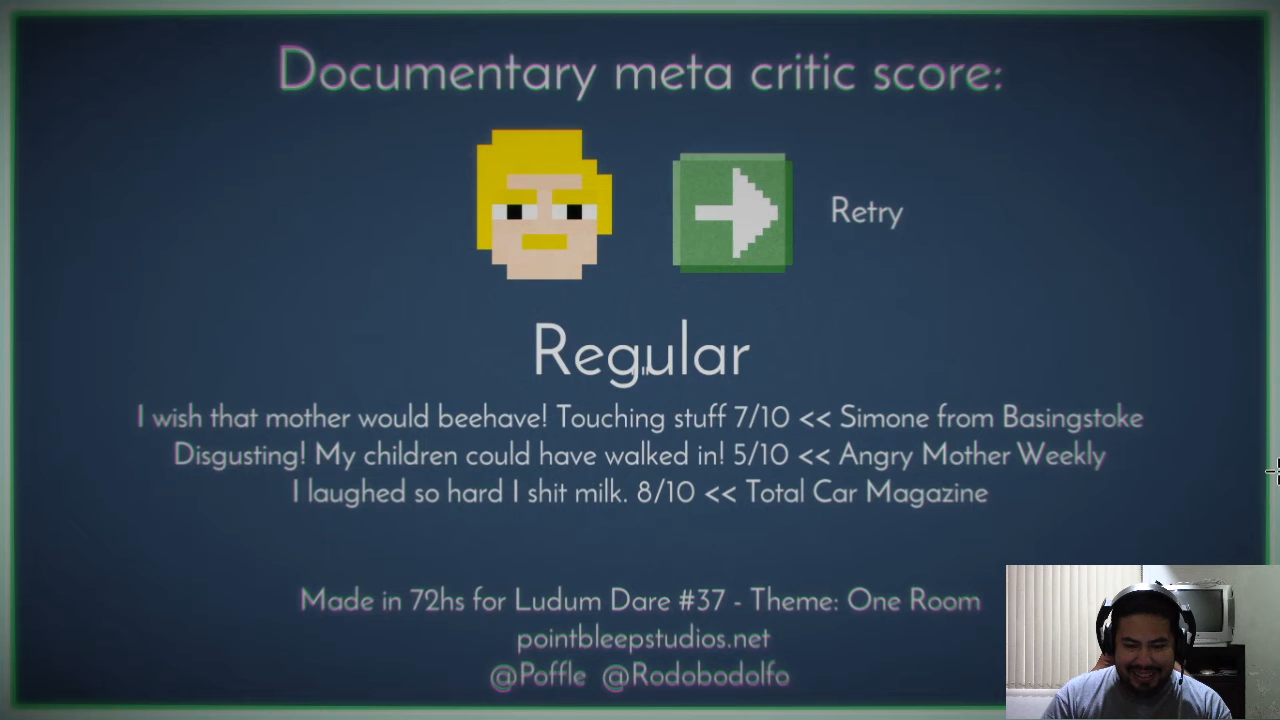 Documentary meta critic score:
Retry
Regular
I wish that mother would beehave! Touching stuff 7/10 << Simone from Basingstoke
Disgusting! My children could have walked in! 5/10 << Angry Mother Weekly
I laughed so hard I shit milk. 8/10 << Total Car Magazine
Made in 72hs for Ludum Dare #37 - Theme: One Room
pointbleepstudios.net
@Poffle @Rodobodolfo